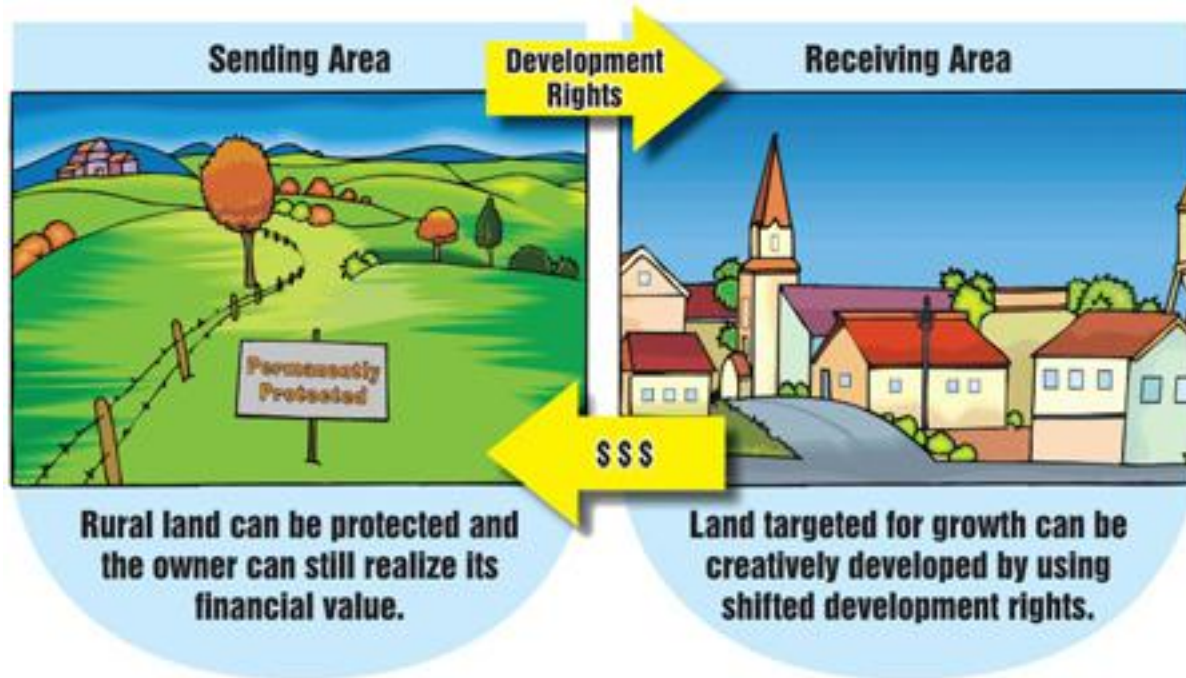 Sending Area
Development
Rights
Receiving Area
Permanently
Protected
$$$
Rural land can be protected and
the owner can still realize its
financial value.
Land targeted for growth can be
creatively developed by using
shifted development rights.